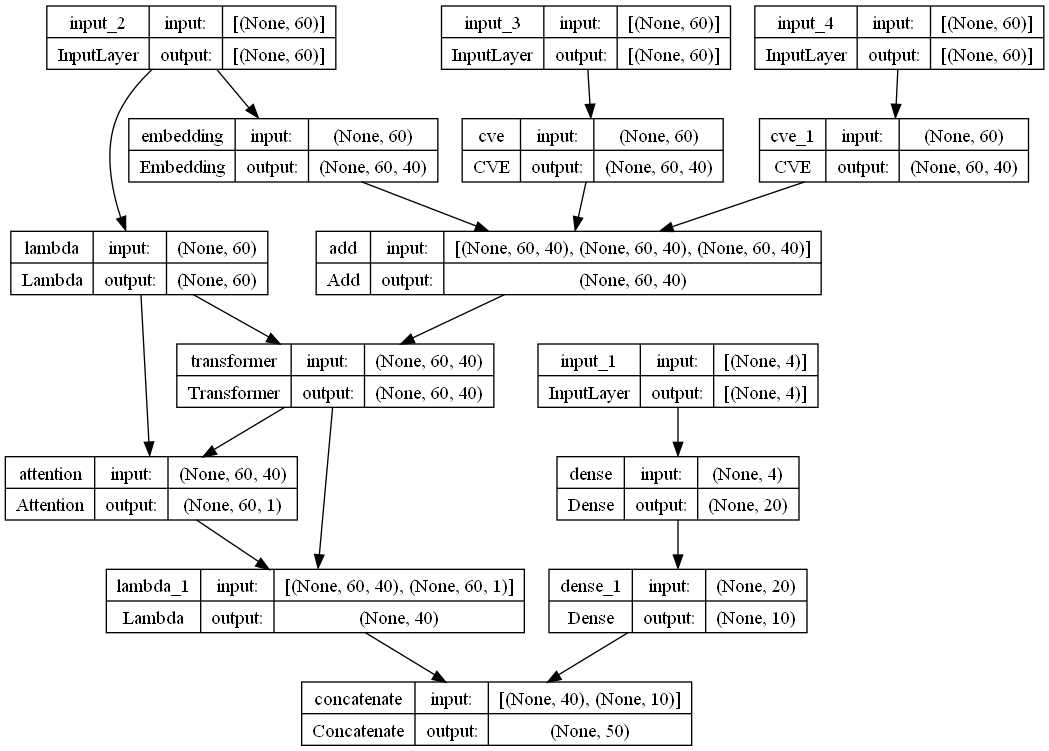 input_2 input: [(None, 60)]
InputLayer output: [(None, 60)]
input_3 input: [(None, 60)]
InputLayer output: [(None, 60)]
input_4 input: [(None, 60)]
InputLayer output: [(None, 60)]
embedding input: (None, 60)
Embedding output: (None, 60, 40)
cve input: (None, 60)
CVE output: (None, 60, 40)
cve_1 input: (None, 60)
CVE output: (None, 60, 40)
lambda input: (None, 60)
Lambda output: (None, 60)
add input: [(None, 60, 40), (None, 60, 40), (None, 60, 40)]
Add output: (None, 60, 40)
transformer input: (None, 60, 40)
Transformer output: (None, 60, 40)
input_1 input: [(None, 4)]
InputLayer output: [(None, 4)]
attention input: (None, 60, 40)
Attention output: (None, 60, 1)
dense input: (None, 4)
Dense output: (None, 20)
lambda_1 input: [(None, 60, 40), (None, 60, 1)]
Lambda output: (None, 40)
dense_1 input: (None, 20)
Dense output: (None, 10)
concatenate input: [(None, 40), (None, 10)]
Concatenate output: (None, 50)